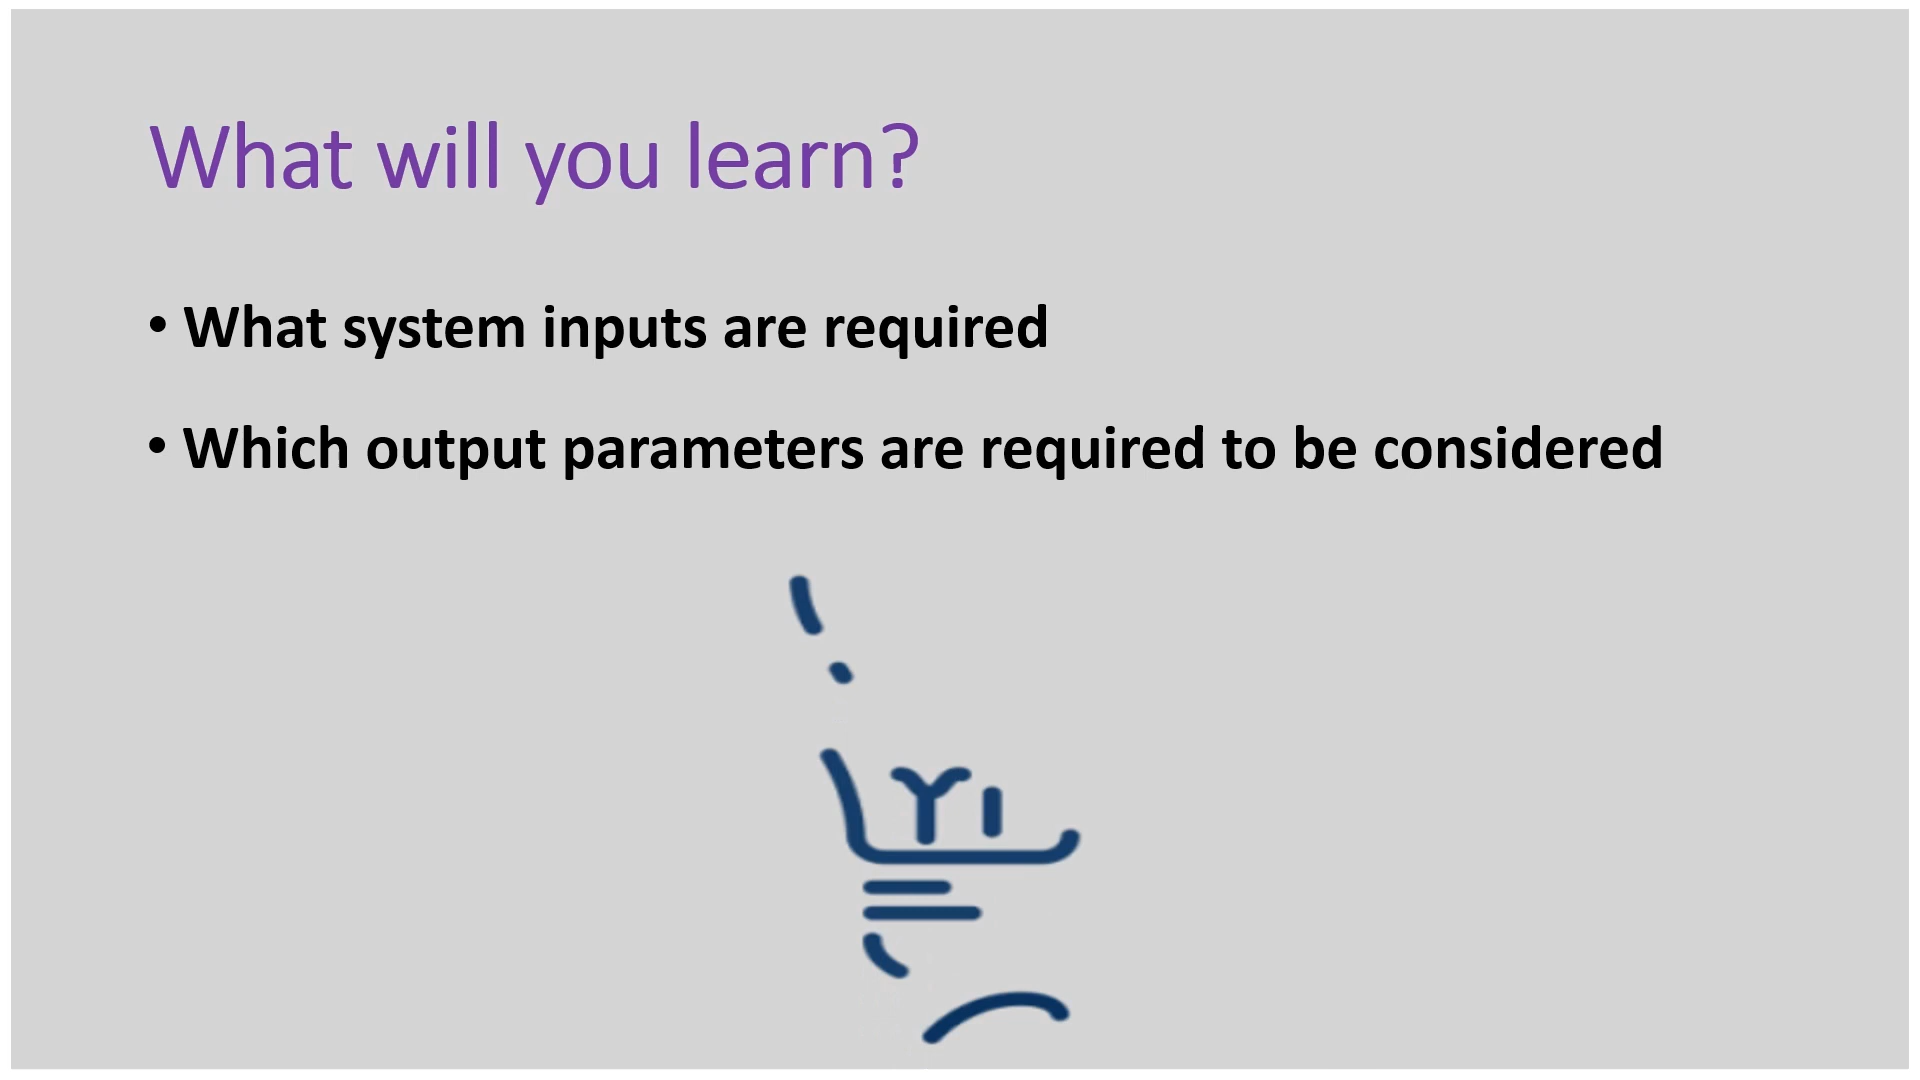 What will you learn?
• What system inputs are required
• Which output parameters are required to be considered